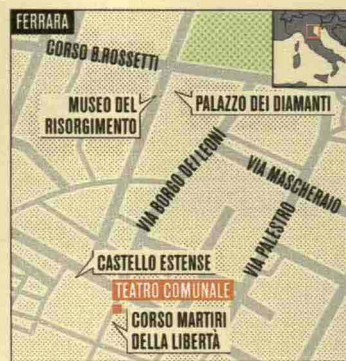 FERRARA
CORSO B.ROSSETTI
MUSEO DEL
RISORGIMENTO
PALAZZO DEI DIAMANTI
VIA BORGO DEI LEONI
VIA MASCHERAIO
VIA PALESTRO
CASTELLO ESTENSE
TEATRO COMUNALE
CORSO MARTIRI
DELLA LIBERTÀ